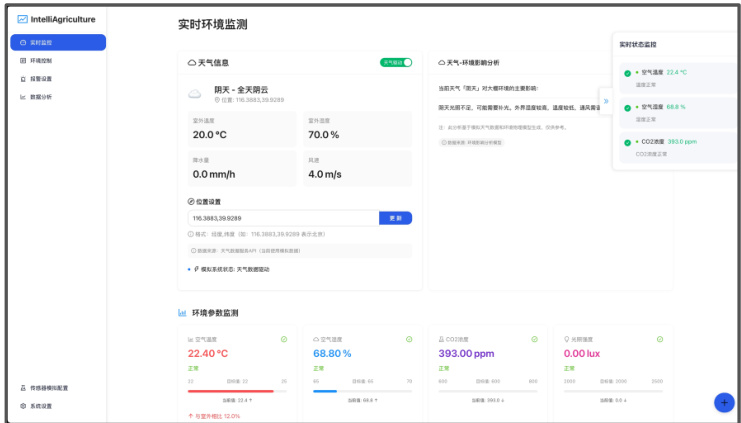 IntelliAgriculture
实时监控
环境控制
报警设置
数据分析
传感器模拟配置
系统设置
实时环境监测
天气信息
天气驱动
阴天 - 全天阴云
位置: 116.3883,39.9289
室外温度
20.0 °C
室外湿度
70.0 %
降水量
0.0 mm/h
风速
4.0 m/s
位置设置
116.3883,39.9289
更 新
格式: 经度,纬度 (如: 116.3883,39.9289 表示北京)
数据来源: 天气数据服务API (当前使用模拟数据)
模拟系统状态: 天气数据驱动
天气-环境影响分析
当前天气「阴天」对大棚环境的主要影响:
阴天光照不足，可能需要补光。外界湿度较高，温度较低，通风需谨
注: 此分析基于模拟天气数据和环境物理模型生成，仅供参考。
数据来源: 环境影响分析模型
实时状态监控
空气温度 22.4 °C
温度正常
空气湿度 68.8 %
湿度正常
CO2浓度 393.0 ppm
CO2浓度正常
环境参数监测
空气温度
22.40 °C
正常
22
目标值: 23
当前值: 22.4 ↑
↑ 与室外相比 12.0%
空气湿度
68.80 %
正常
60
目标值: 65
70
当前值: 68.8 ↑
CO2浓度
393.00 ppm
正常
目标值: 600
800
当前值: 393.0 ↓
光照强度
0.00 lux
正常
2000
2500
当前值: 0.0 ↓